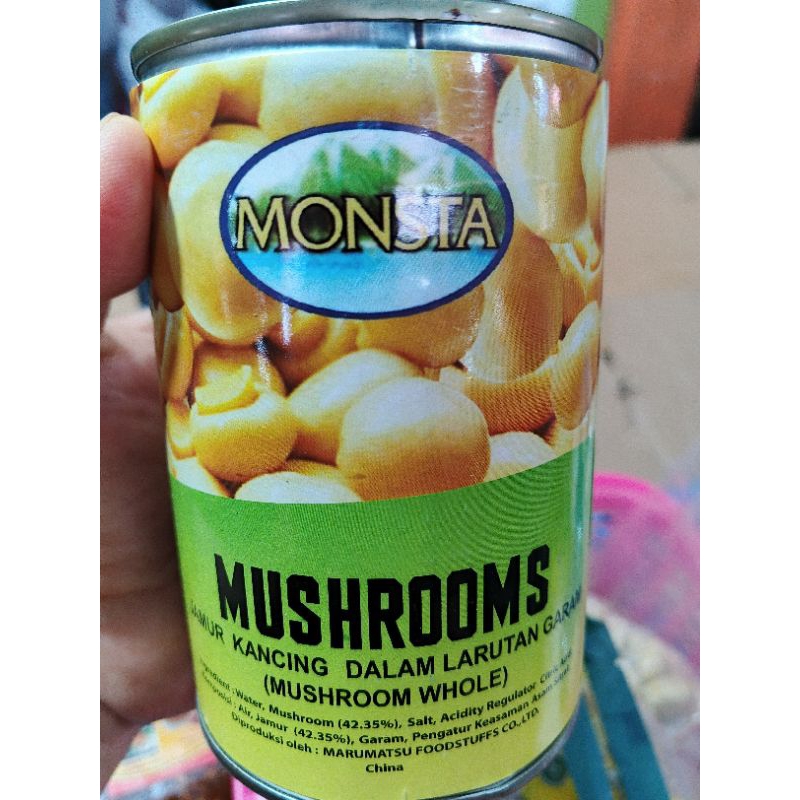 MONSTA
MUSHROOMS
JAMUR KANCING DALAM LARUTAN GARAM
(MUSHROOM WHOLE)
Ingredient : Water, Mushroom (42.35%), Salt, Acidity Regulator Citric Acid
Komposisi : Air, Jamur (42.35%), Garam, Pengatur Keasaman Asam Sitrat
Diproduksi oleh : MARUMATSU FOODSTUFFS CO.,LTD.
China